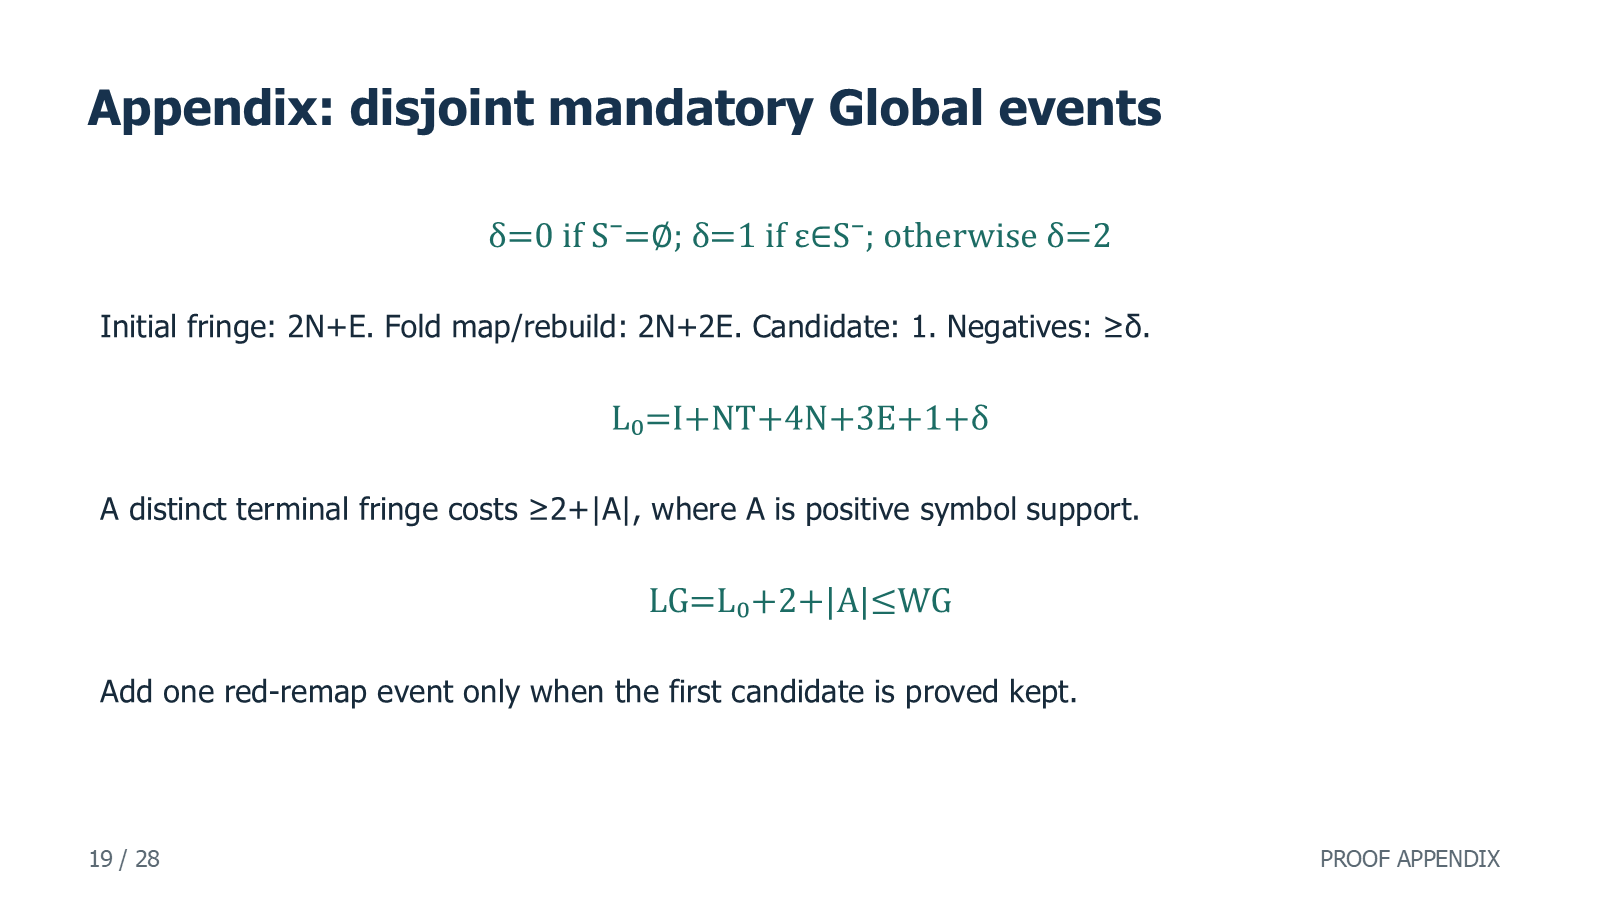 Appendix: disjoint mandatory Global events
δ=0 if S⁻=∅; δ=1 if ε∈S⁻; otherwise δ=2
Initial fringe: 2N+E. Fold map/rebuild: 2N+2E. Candidate: 1. Negatives: ≥δ.
L₀=I+NT+4N+3E+1+δ
A distinct terminal fringe costs ≥2+|A|, where A is positive symbol support.
LG=L₀+2+|A|≤WG
Add one red-remap event only when the first candidate is proved kept.
19 / 28
PROOF APPENDIX